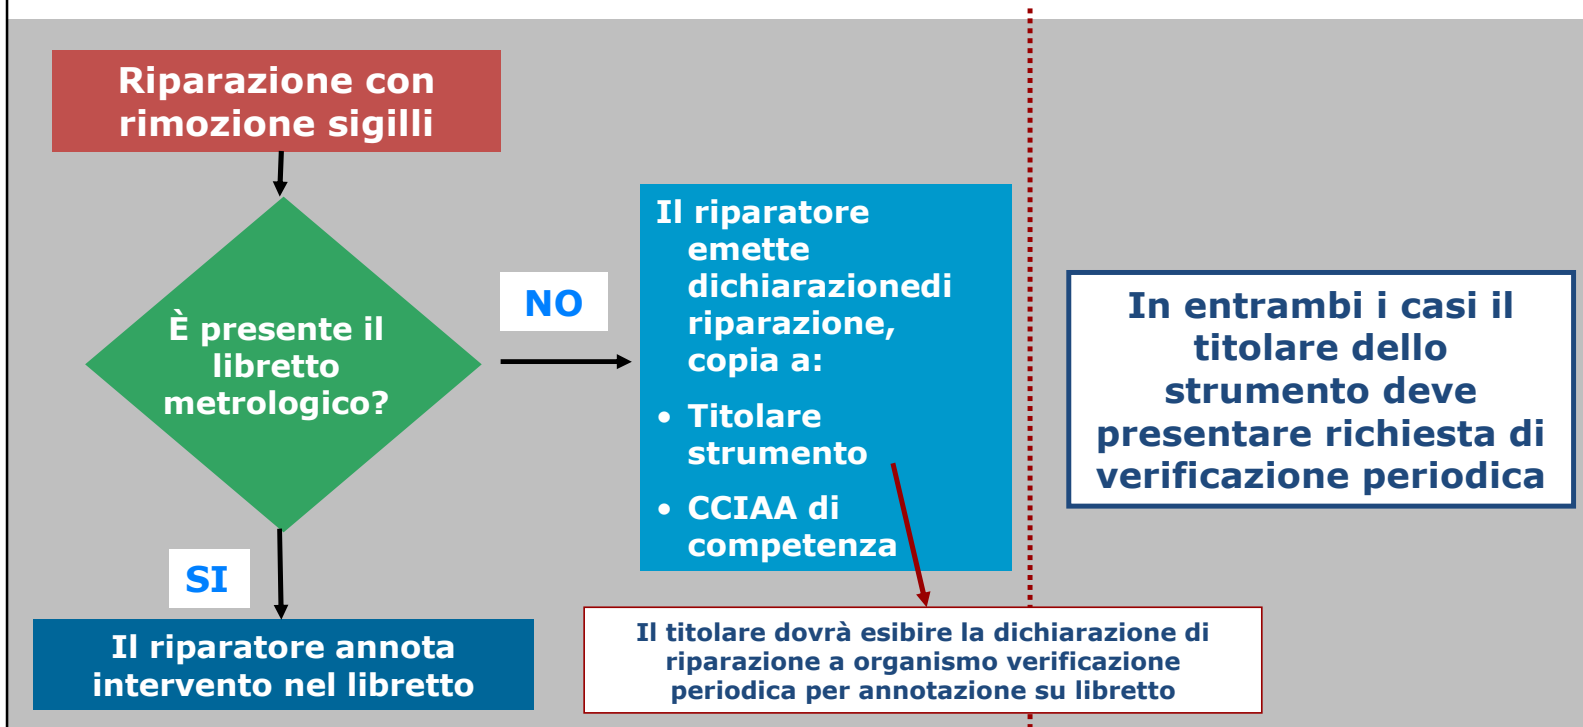 Riparazione con
rimozione sigilli
È presente il
libretto
metrologico?
NO
SI
Il riparatore annota
intervento nel libretto
Il riparatore
emette
dichiarazionedi
riparazione,
copia a:
• Titolare
strumento
• CCIAA di
competenza
Il titolare dovrà esibire la dichiarazione di
riparazione a organismo verificazione
periodica per annotazione su libretto
In entrambi i casi il
titolare dello
strumento deve
presentare richiesta di
verificazione periodica